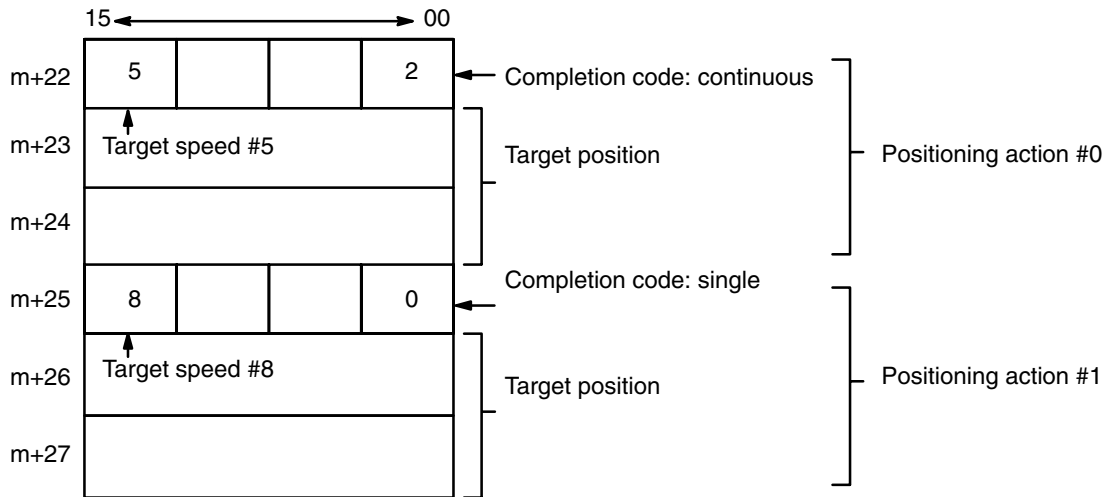 15 00
m+22 5 2 Completion code: continuous
m+23 Target speed #5 Target position Positioning action #0
m+24
m+25 8 0 Completion code: single
m+26 Target speed #8 Target position Positioning action #1
m+27